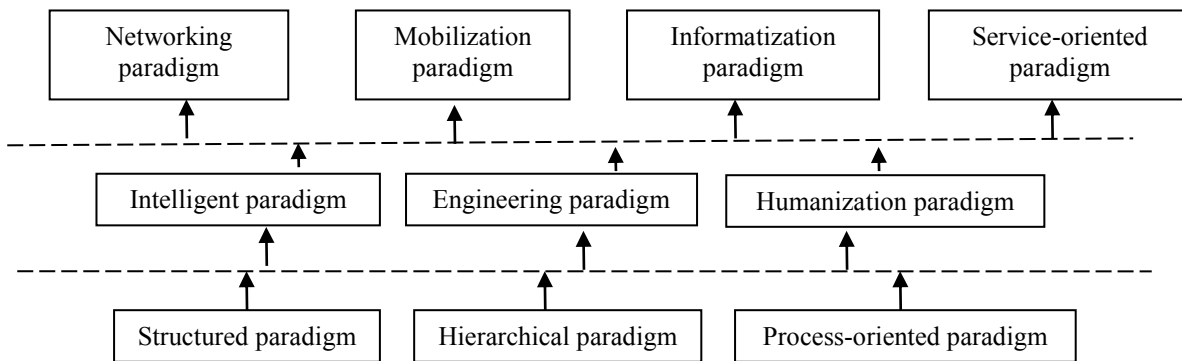 Networking
paradigm
Mobilization
paradigm
Informatization
paradigm
Service-oriented
paradigm
Intelligent paradigm
Engineering paradigm
Humanization paradigm
Structured paradigm
Hierarchical paradigm
Process-oriented paradigm